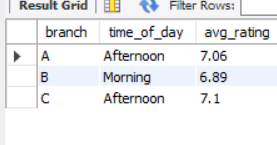 Result Grid Filter Rows:
branch time_of_day avg_rating
A Afternoon 7.06
B Morning 6.89
C Afternoon 7.1